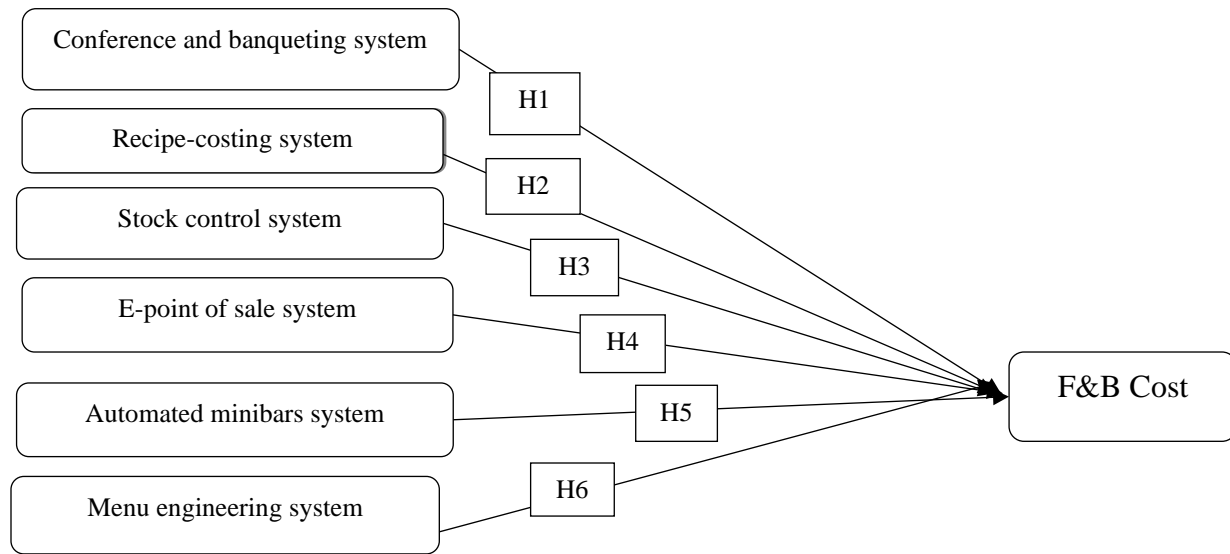 Conference and banqueting system
H1
Recipe-costing system
H2
Stock control system
H3
E-point of sale system
H4
F&B Cost
Automated minibars system
H5
Menu engineering system
H6